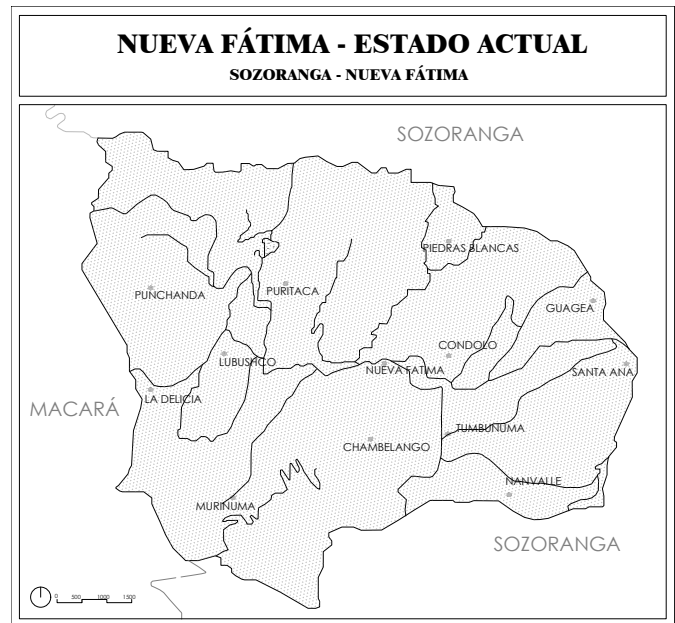 NUEVA FÁTIMA - ESTADO ACTUAL
SOZORANGA - NUEVA FÁTIMA
SOZORANGA
PIEDRAS BLANCAS
PUNCHANDA
PURITACA
GUAGEA
CONDOLO
LUBUSHCO
NUEVA FATIMA
SANTA ANA
LA DELICIA
MACARÁ
TUMBUNUMA
CHAMBELANGO
NANVALLE
MURINUMA
SOZORANGA
0 500 1000 1500